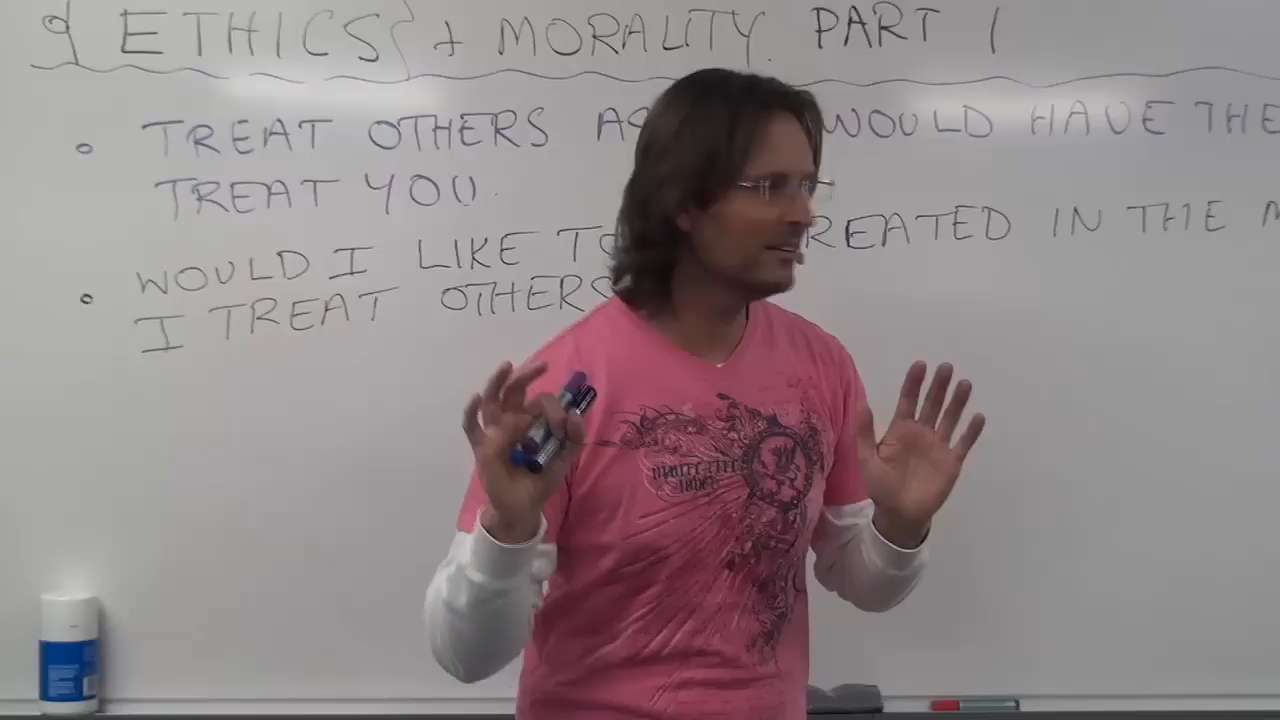 { ETHICS} + MORALITY. PART 1
TREAT OTHERS AS WOULD HAVE THE
TREAT YOU.
WOULD I LIKE TO REATED IN THE
I TREAT OTHERS